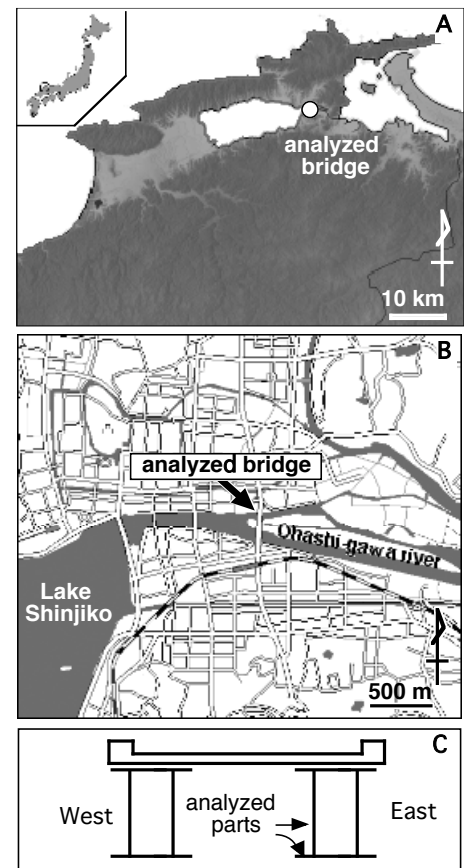 A
analyzed
bridge
10 km
B
analyzed bridge
Ohashi-gawa river
Lake
Shinjiko
500 m
C
West
analyzed
parts
East